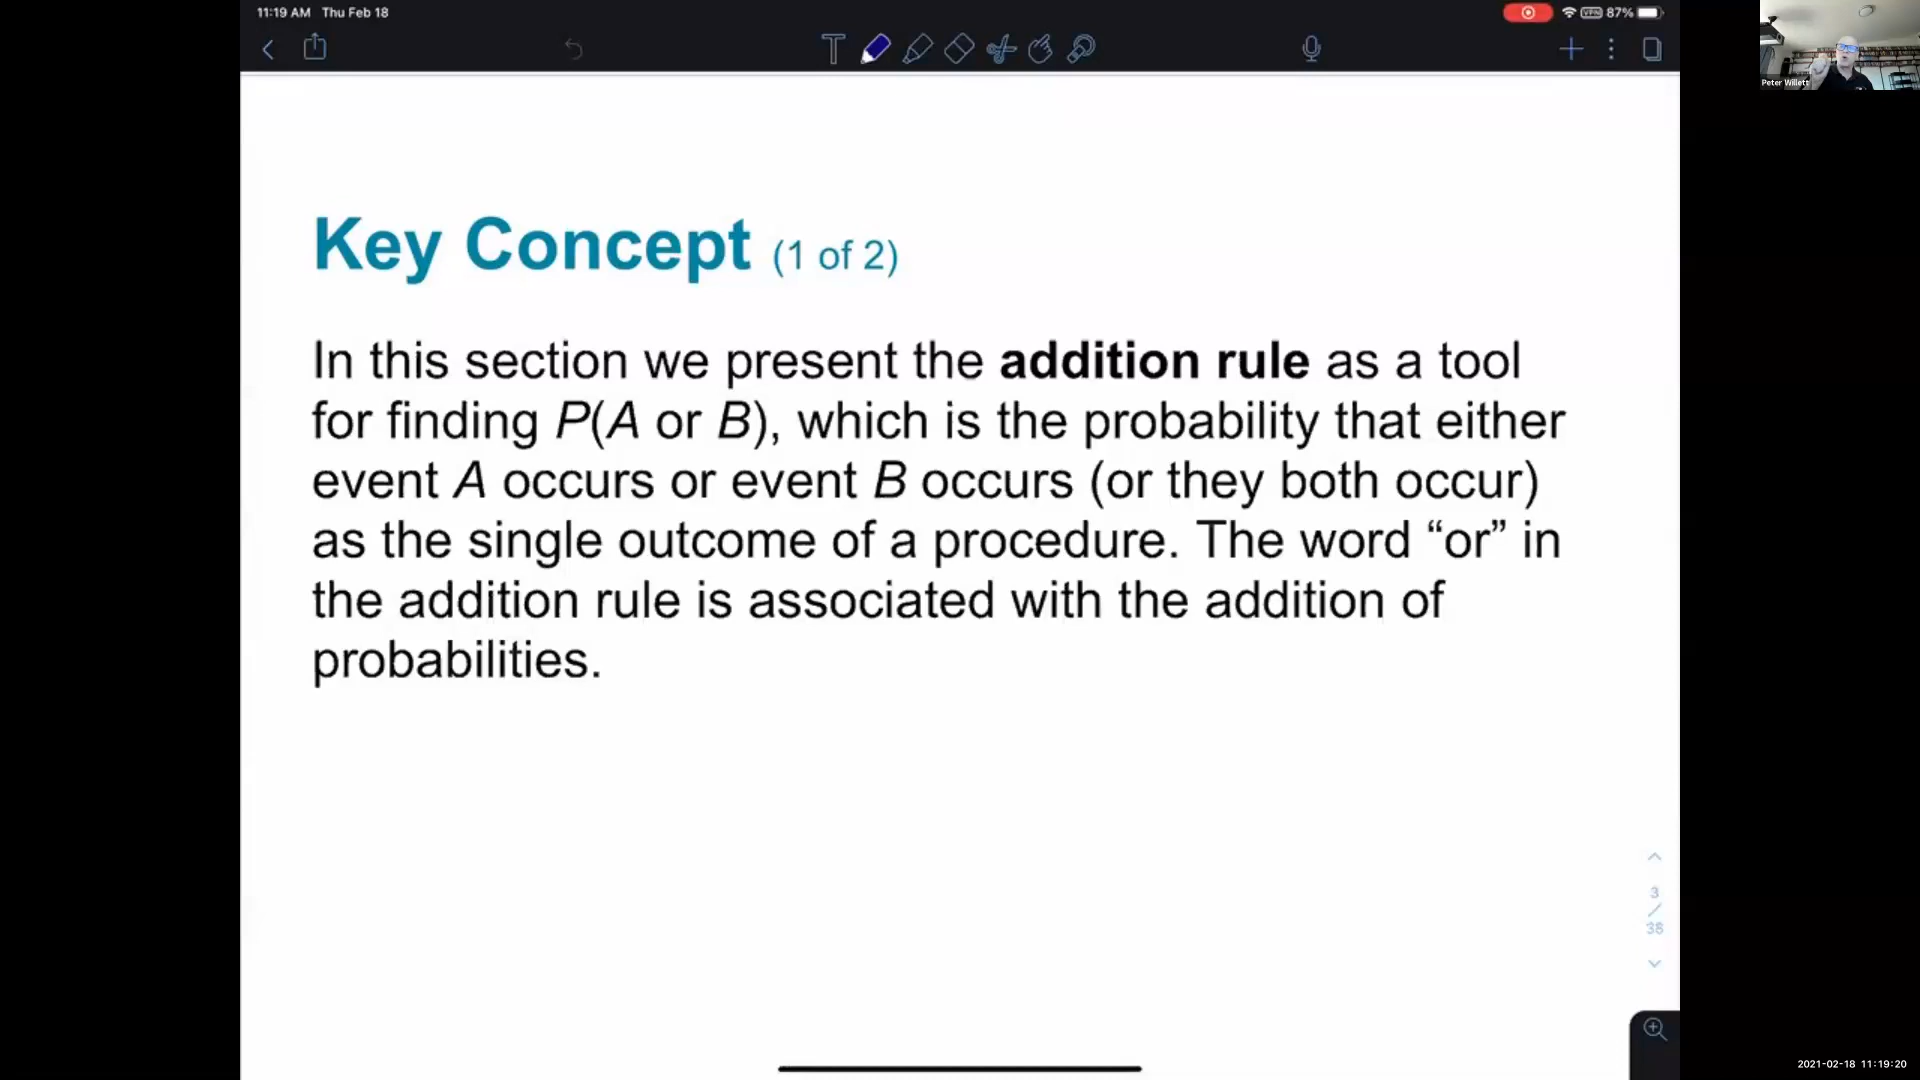 11:19 AM Thu Feb 18
VPN 87%
Peter Willett
Key Concept (1 of 2)
In this section we present the addition rule as a tool
for finding P(A or B), which is the probability that either
event A occurs or event B occurs (or they both occur)
as the single outcome of a procedure. The word “or” in
the addition rule is associated with the addition of
probabilities.
3
/
38
2021-02-18 11:19:20